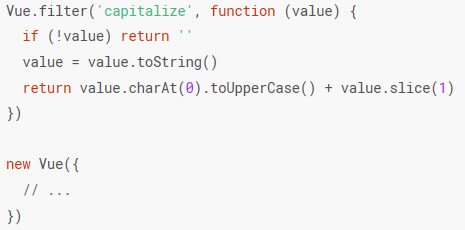 Vue.filter('capitalize', function (value) {
  if (!value) return ''
  value = value.toString()
  return value.charAt(0).toUpperCase() + value.slice(1)
})

new Vue({
  // ...
})